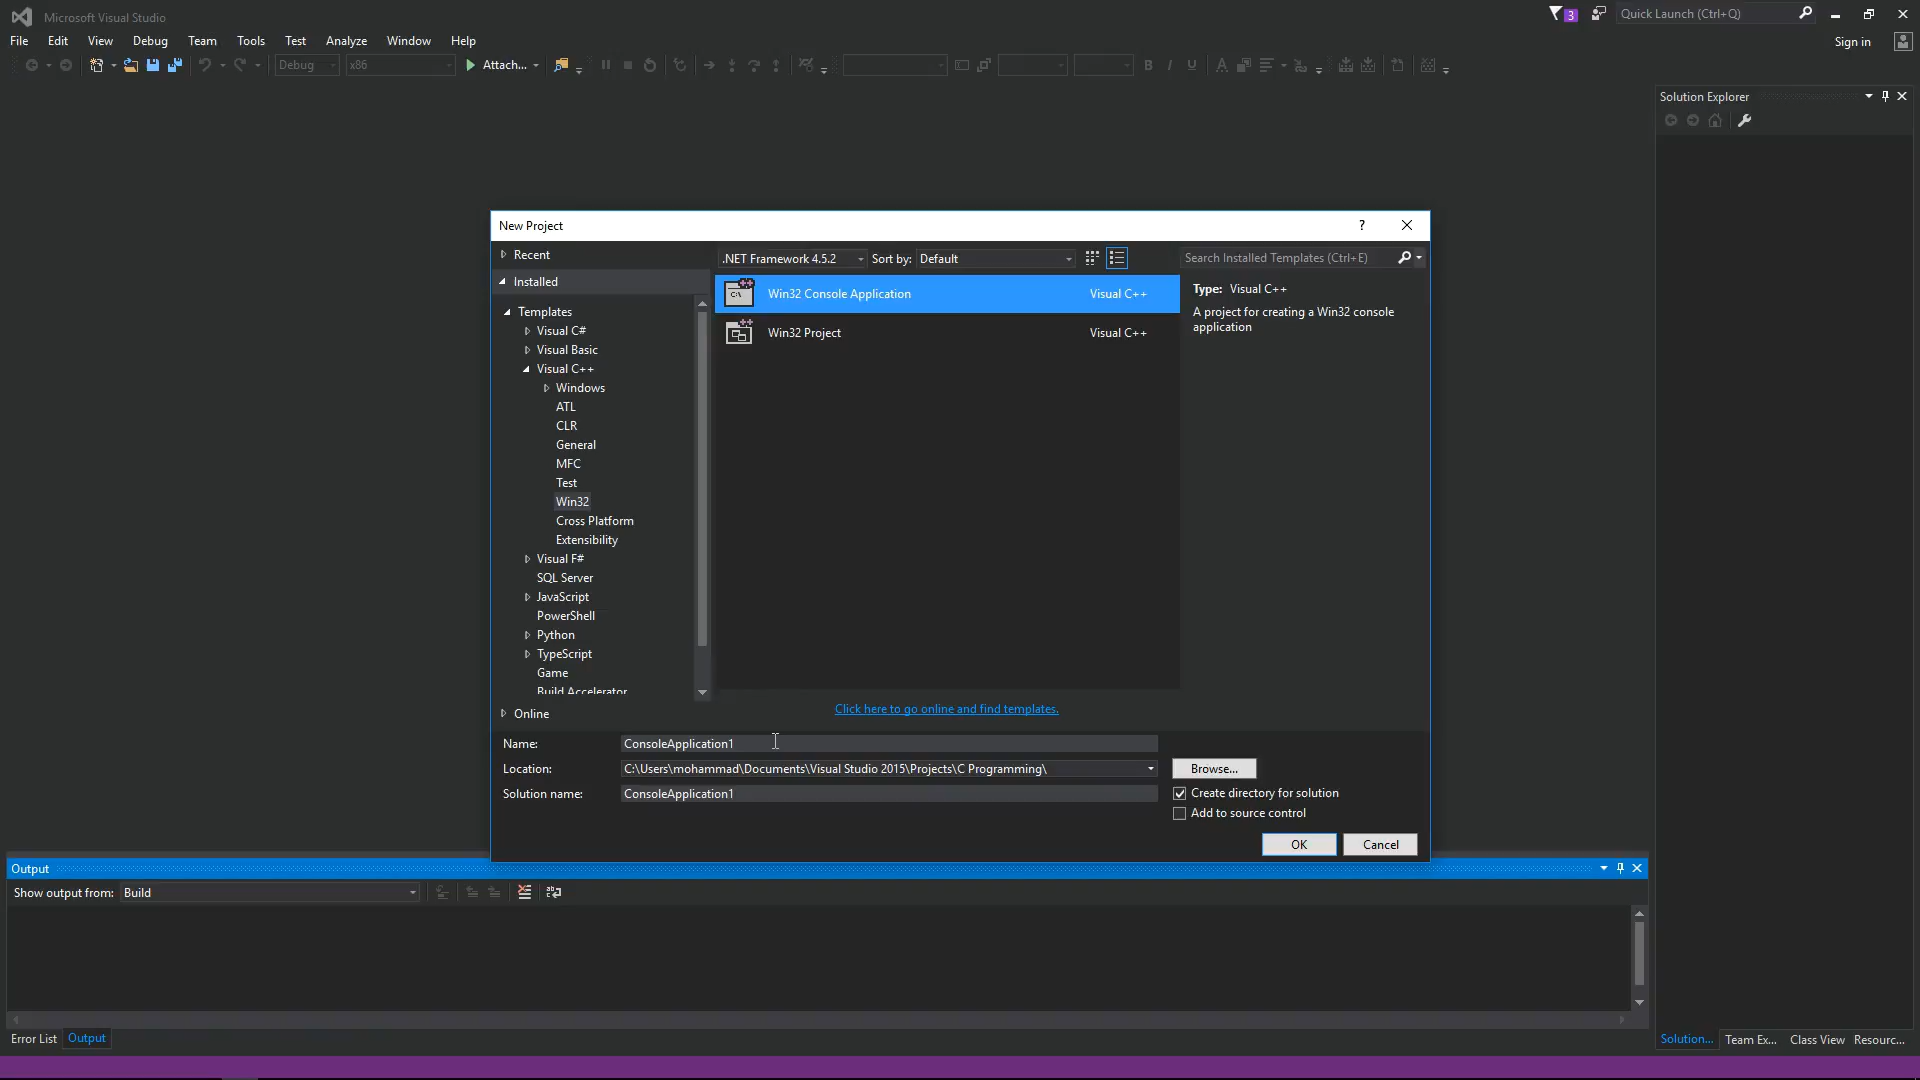 Microsoft Visual Studio
3
Quick Launch (Ctrl+Q)
File Edit View Debug Team Tools Test Analyze Window Help
Sign in
Debug x86 Attach... B I U A
Solution Explorer
New Project ?
Recent
.NET Framework 4.5.2 Sort by: Default
Search Installed Templates (Ctrl+E)
Installed
Templates
Visual C#
Visual Basic
Visual C++
Windows
ATL
CLR
General
MFC
Test
Win32
Cross Platform
Extensibility
Visual F#
SQL Server
JavaScript
PowerShell
Python
TypeScript
Game
Build Accelerator
Online
C:\ Win32 Console Application Visual C++
Win32 Project Visual C++
Type: Visual C++
A project for creating a Win32 console
application
Click here to go online and find templates.
Name: ConsoleApplication1
Location: C:\Users\mohammad\Documents\Visual Studio 2015\Projects\C Programming\ Browse...
Solution name: ConsoleApplication1
Create directory for solution
Add to source control
OK Cancel
Output
Show output from: Build
Error List Output
Solution... Team Ex... Class View Resourc...